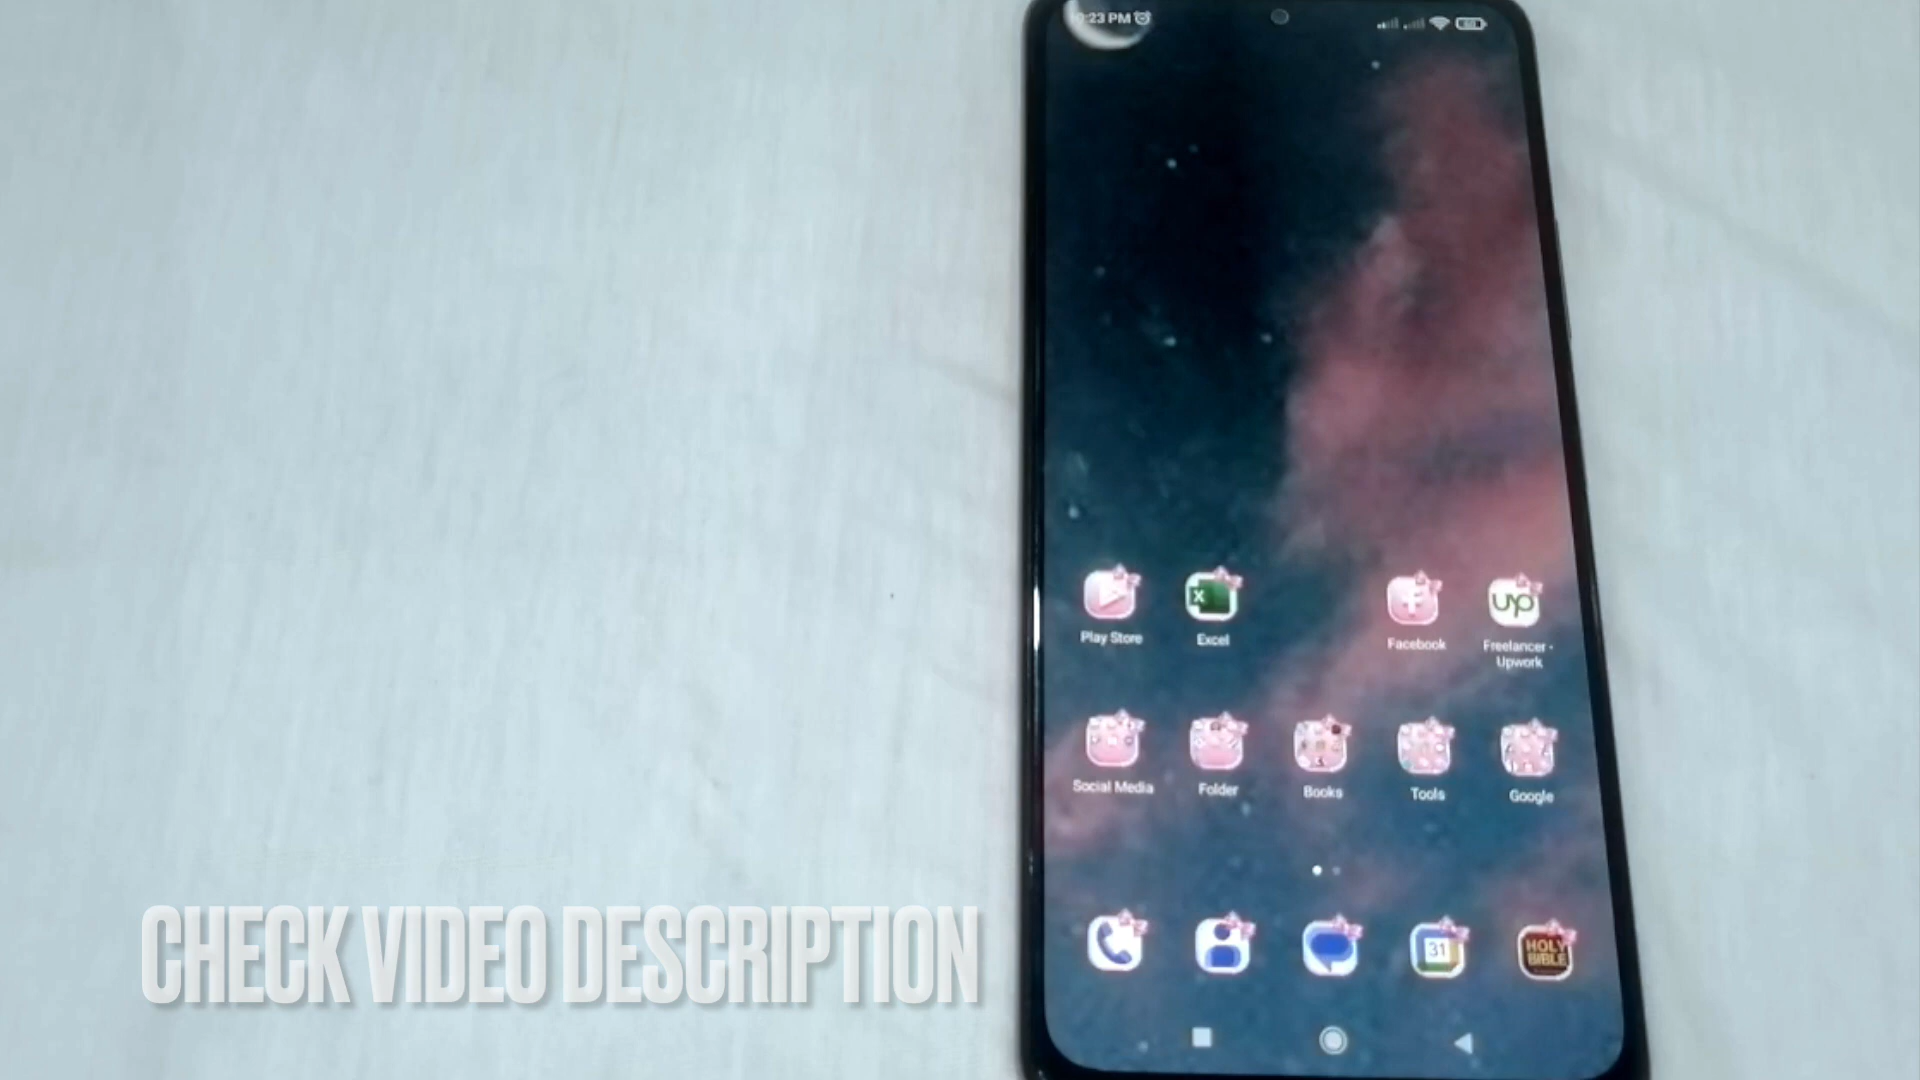 :23 PM
Play Store
Excel
Facebook
Freelancer -
Upwork
Social Media
Folder
Books
Tools
Google
31
HOLY
BIBLE
CHECK VIDEO DESCRIPTION